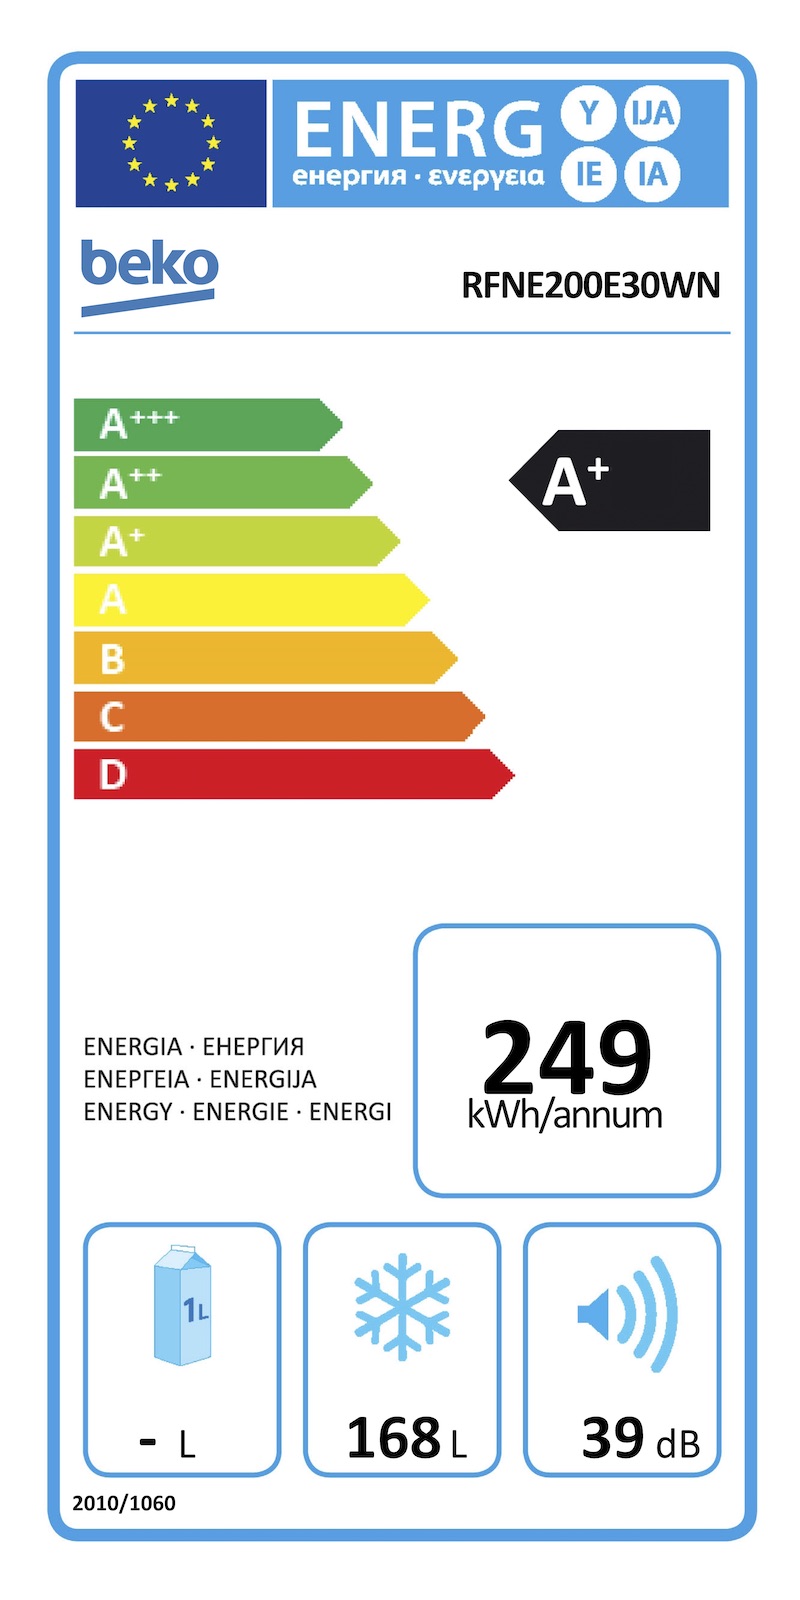 ENERG Y IJA
енергия · ενεργεια IE IA
beko
RFNE200E30WN
A+++
A++
A+
A
B
C
D
A+
249
kWh/annum
ENERGIA · ЕНЕРГИЯ
ΕΝΕΡΓΕΙΑ · ENERGIJA
ENERGY · ENERGIE · ENERGI
1L
- L
168 L
39 dB
2010/1060